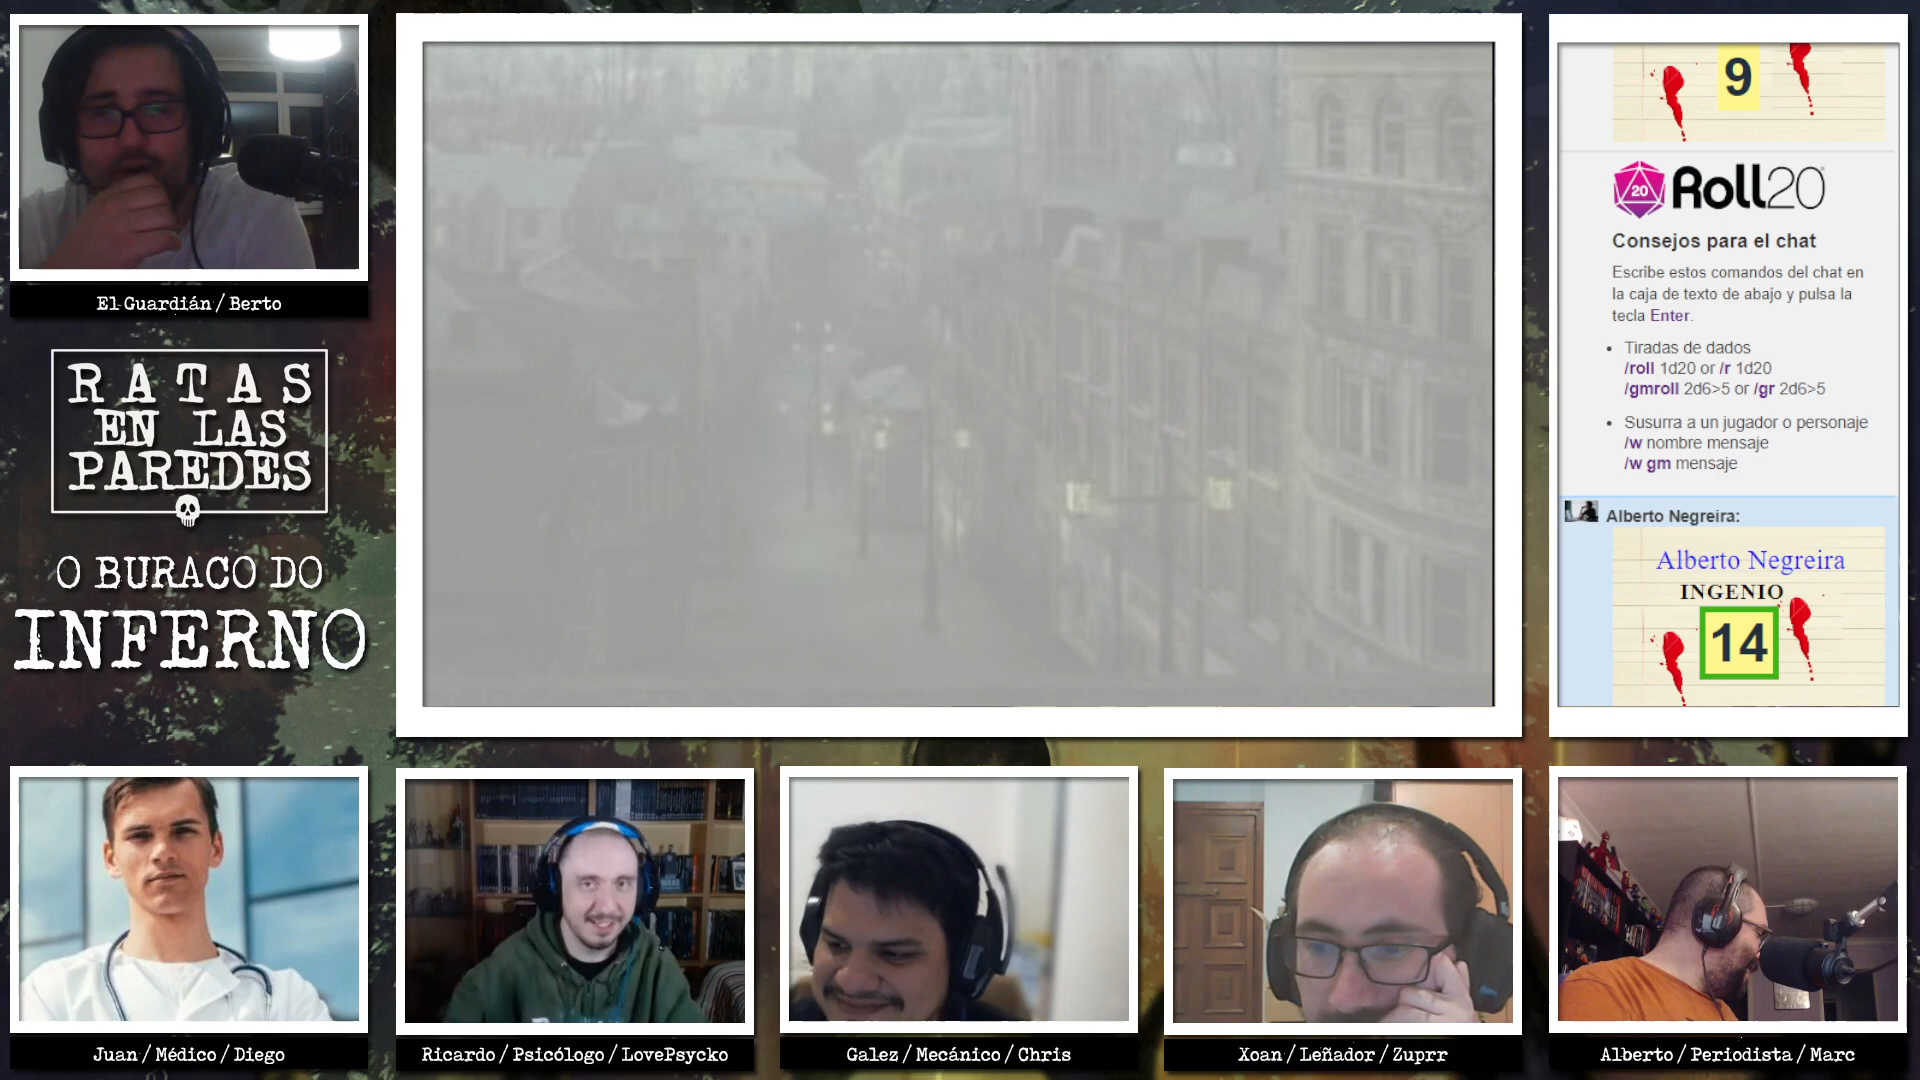 El Guardián / Berto
RATAS
EN LAS
PAREDES
O BURACO DO
INFERNO
9
20
Roll20
Consejos para el chat
Escribe estos comandos del chat en
la caja de texto de abajo y pulsa la
tecla Enter.
• Tiradas de dados
/roll 1d20 or /r 1d20
/gmroll 2d6>5 or /gr 2d6>5
• Susurra a un jugador o personaje
/w nombre mensaje
/w gm mensaje
Alberto Negreira:
Alberto Negreira
INGENIO
14
Juan / Médico / Diego
Ricardo / Psicólogo / LovePsycko
Galez / Mecánico / Chris
Xoan / Leñador / Zuprr
Alberto / Periodista / Marc